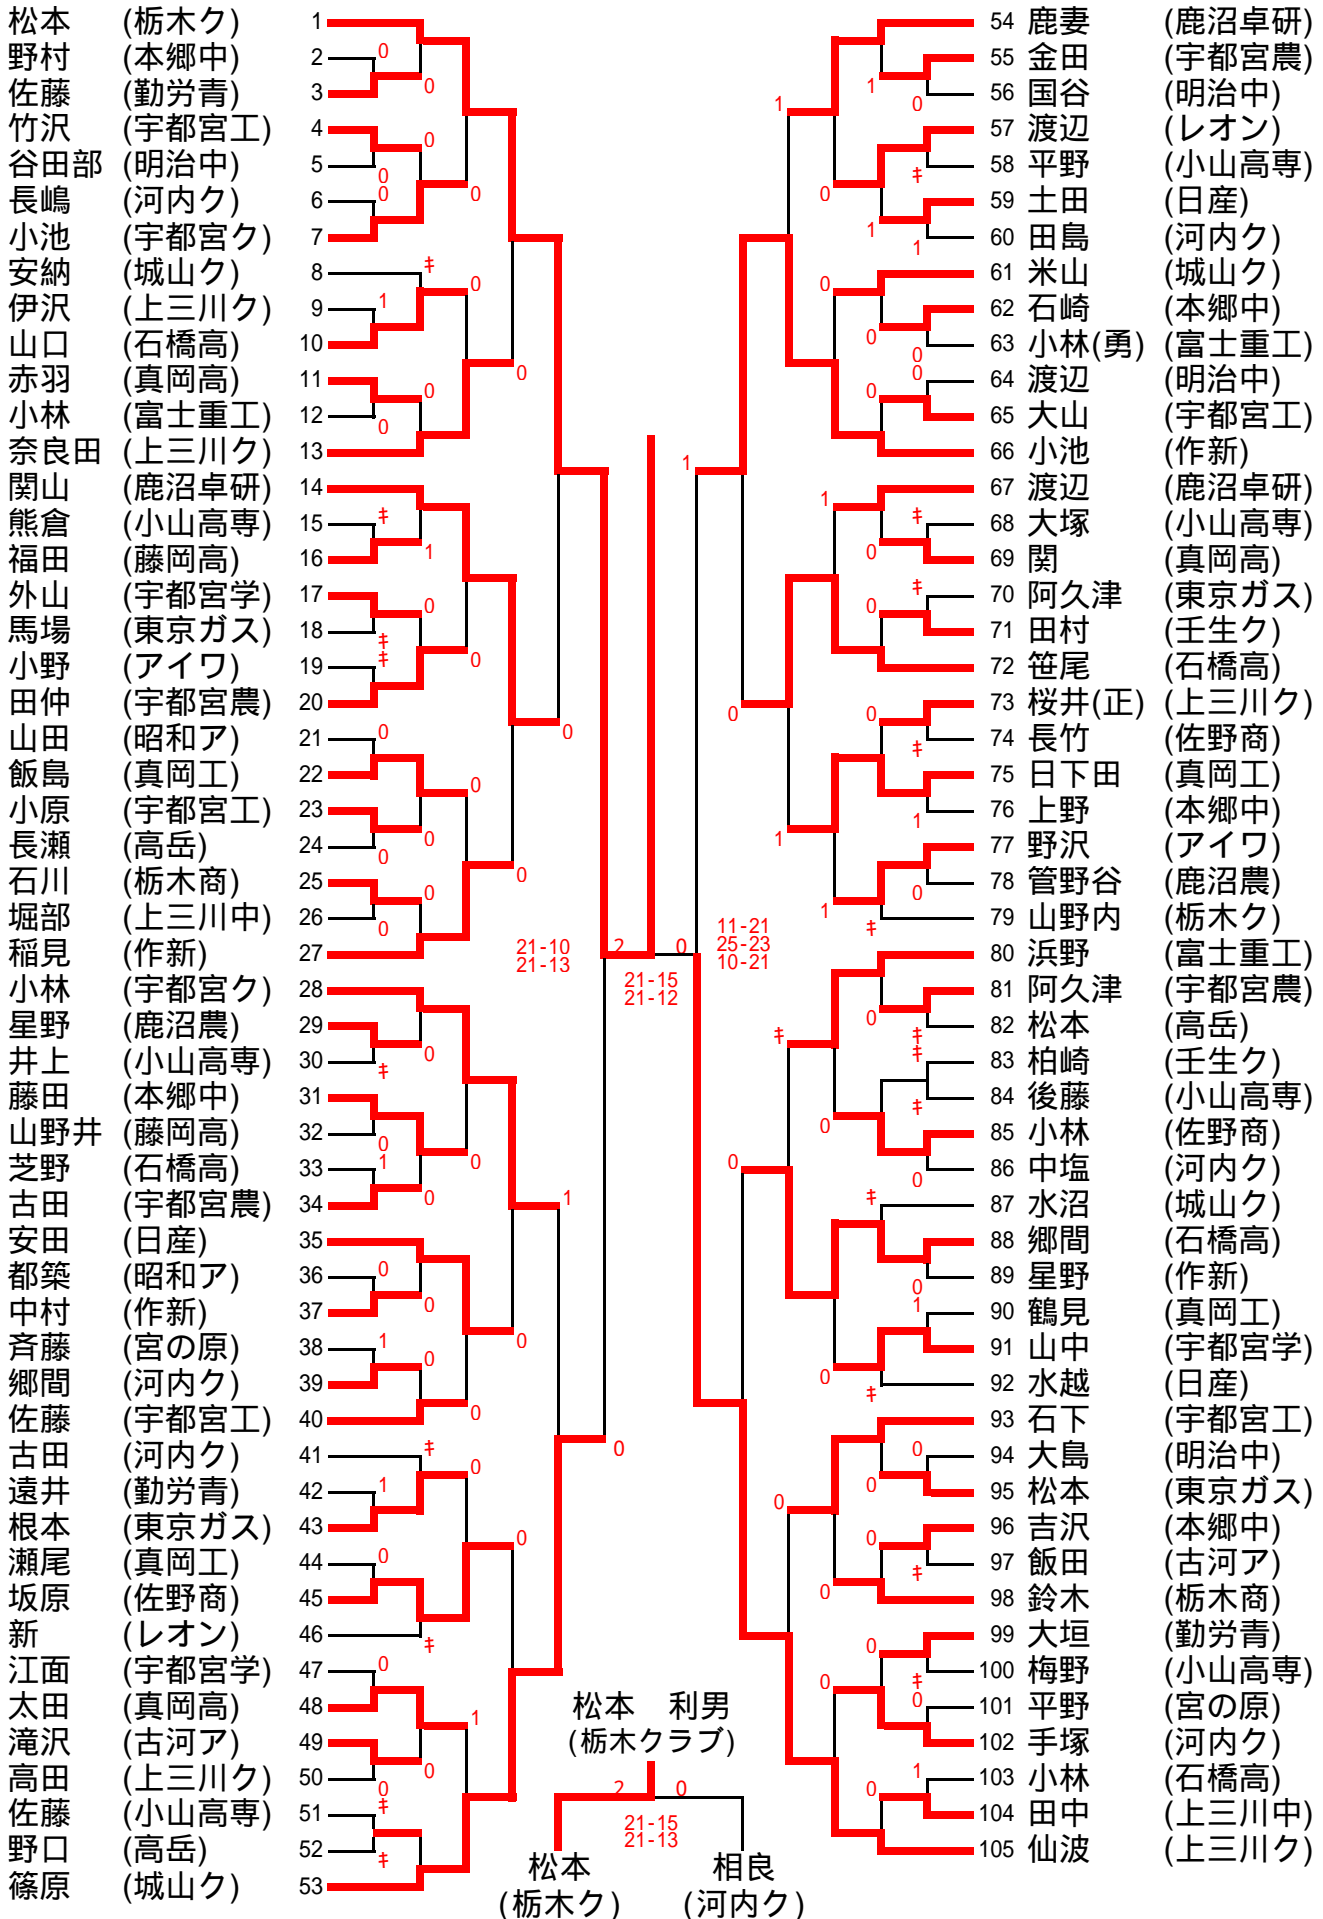 松本 (栃木ク) 1
野村 (本郷中) 2
佐藤 (勤労青) 3
竹沢 (宇都宮工) 4
谷田部 (明治中) 5
長嶋 (河内ク) 6
小池 (宇都宮ク) 7
安納 (城山ク) 8
伊沢 (上三川ク) 9
山口 (石橋高) 10
赤羽 (真岡高) 11
小林 (富士重工) 12
奈良田 (上三川ク) 13
関山 (鹿沼卓研) 14
熊倉 (小山高専) 15
福田 (藤岡高) 16
外山 (宇都宮学) 17
馬場 (東京ガス) 18
小野 (アイワ) 19
田仲 (宇都宮農) 20
山田 (昭和ア) 21
飯島 (真岡工) 22
小原 (宇都宮工) 23
長瀬 (高岳) 24
石川 (栃木商) 25
堀部 (上三川中) 26
稲見 (作新) 27
小林 (宇都宮ク) 28
星野 (鹿沼農) 29
井上 (小山高専) 30
藤田 (本郷中) 31
山野井 (藤岡高) 32
芝野 (石橋高) 33
古田 (宇都宮農) 34
安田 (日産) 35
都築 (昭和ア) 36
中村 (作新) 37
斉藤 (宮の原) 38
郷間 (河内ク) 39
佐藤 (宇都宮工) 40
古田 (河内ク) 41
遠井 (勤労青) 42
根本 (東京ガス) 43
瀬尾 (真岡工) 44
坂原 (佐野商) 45
新 (レオン) 46
江面 (宇都宮学) 47
太田 (真岡高) 48
滝沢 (古河ア) 49
高田 (上三川ク) 50
佐藤 (小山高専) 51
野口 (高岳) 52
篠原 (城山ク) 53
21-10
21-13
2 0
21-15
21-12
11-21
25-23
10-21
松本 利男
(栃木クラブ)
2 0
21-15
21-13
松本 相良
(栃木ク) (河内ク)
54 鹿妻 (鹿沼卓研)
55 金田 (宇都宮農)
56 国谷 (明治中)
57 渡辺 (レオン)
58 平野 (小山高専)
59 土田 (日産)
60 田島 (河内ク)
61 米山 (城山ク)
62 石崎 (本郷中)
63 小林(勇) (富士重工)
64 渡辺 (明治中)
65 大山 (宇都宮工)
66 小池 (作新)
67 渡辺 (鹿沼卓研)
68 大塚 (小山高専)
69 関 (真岡高)
70 阿久津 (東京ガス)
71 田村 (壬生ク)
72 笹尾 (石橋高)
73 桜井(正) (上三川ク)
74 長竹 (佐野商)
75 日下田 (真岡工)
76 上野 (本郷中)
77 野沢 (アイワ)
78 管野谷 (鹿沼農)
79 山野内 (栃木ク)
80 浜野 (富士重工)
81 阿久津 (宇都宮農)
82 松本 (高岳)
83 柏崎 (壬生ク)
84 後藤 (小山高専)
85 小林 (佐野商)
86 中塩 (河内ク)
87 水沼 (城山ク)
88 郷間 (石橋高)
89 星野 (作新)
90 鶴見 (真岡工)
91 山中 (宇都宮学)
92 水越 (日産)
93 石下 (宇都宮工)
94 大島 (明治中)
95 松本 (東京ガス)
96 吉沢 (本郷中)
97 飯田 (古河ア)
98 鈴木 (栃木商)
99 大垣 (勤労青)
100 梅野 (小山高専)
101 平野 (宮の原)
102 手塚 (河内ク)
103 小林 (石橋高)
104 田中 (上三川中)
105 仙波 (上三川ク)